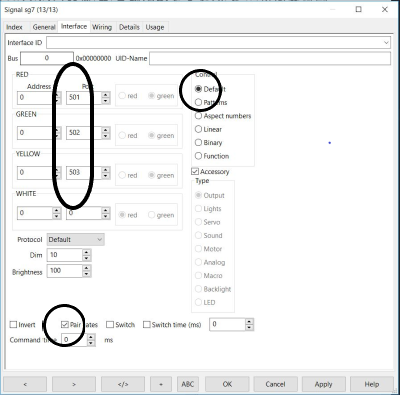 Signal sg7 (13/13)
Index General Interface Wiring Details Usage
Interface ID
Bus 0 0x00000000 UID-Name
RED
Address Port
0 501 red green
GREEN
0 502 red green
YELLOW
0 503 red green
WHITE
0 0 red green
Protocol Default
Dim 10
Brightness 100
Control
Default
Patterns
Aspect numbers
Linear
Binary
Function
Accessory
Type
Output
Lights
Servo
Sound
Motor
Analog
Macro
Backlight
LED
Invert Pair gates Switch Switch time (ms) 0
Command time 0 ms
< > </> + ABC OK Cancel Apply Help